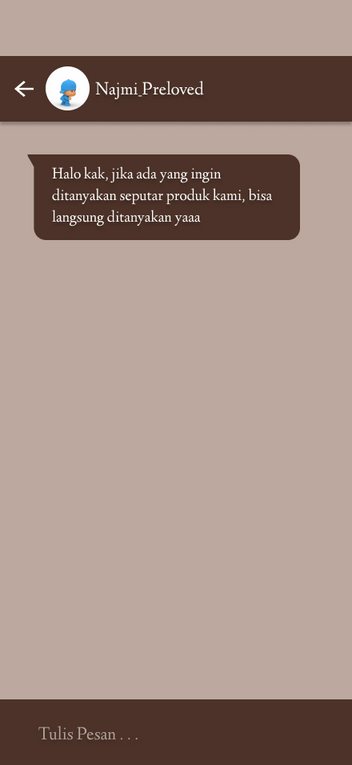 Najmi_Preloved
Halo kak, jika ada yang ingin
ditanyakan seputar produk kami, bisa
langsung ditanyakan yaaa
Tulis Pesan . . .